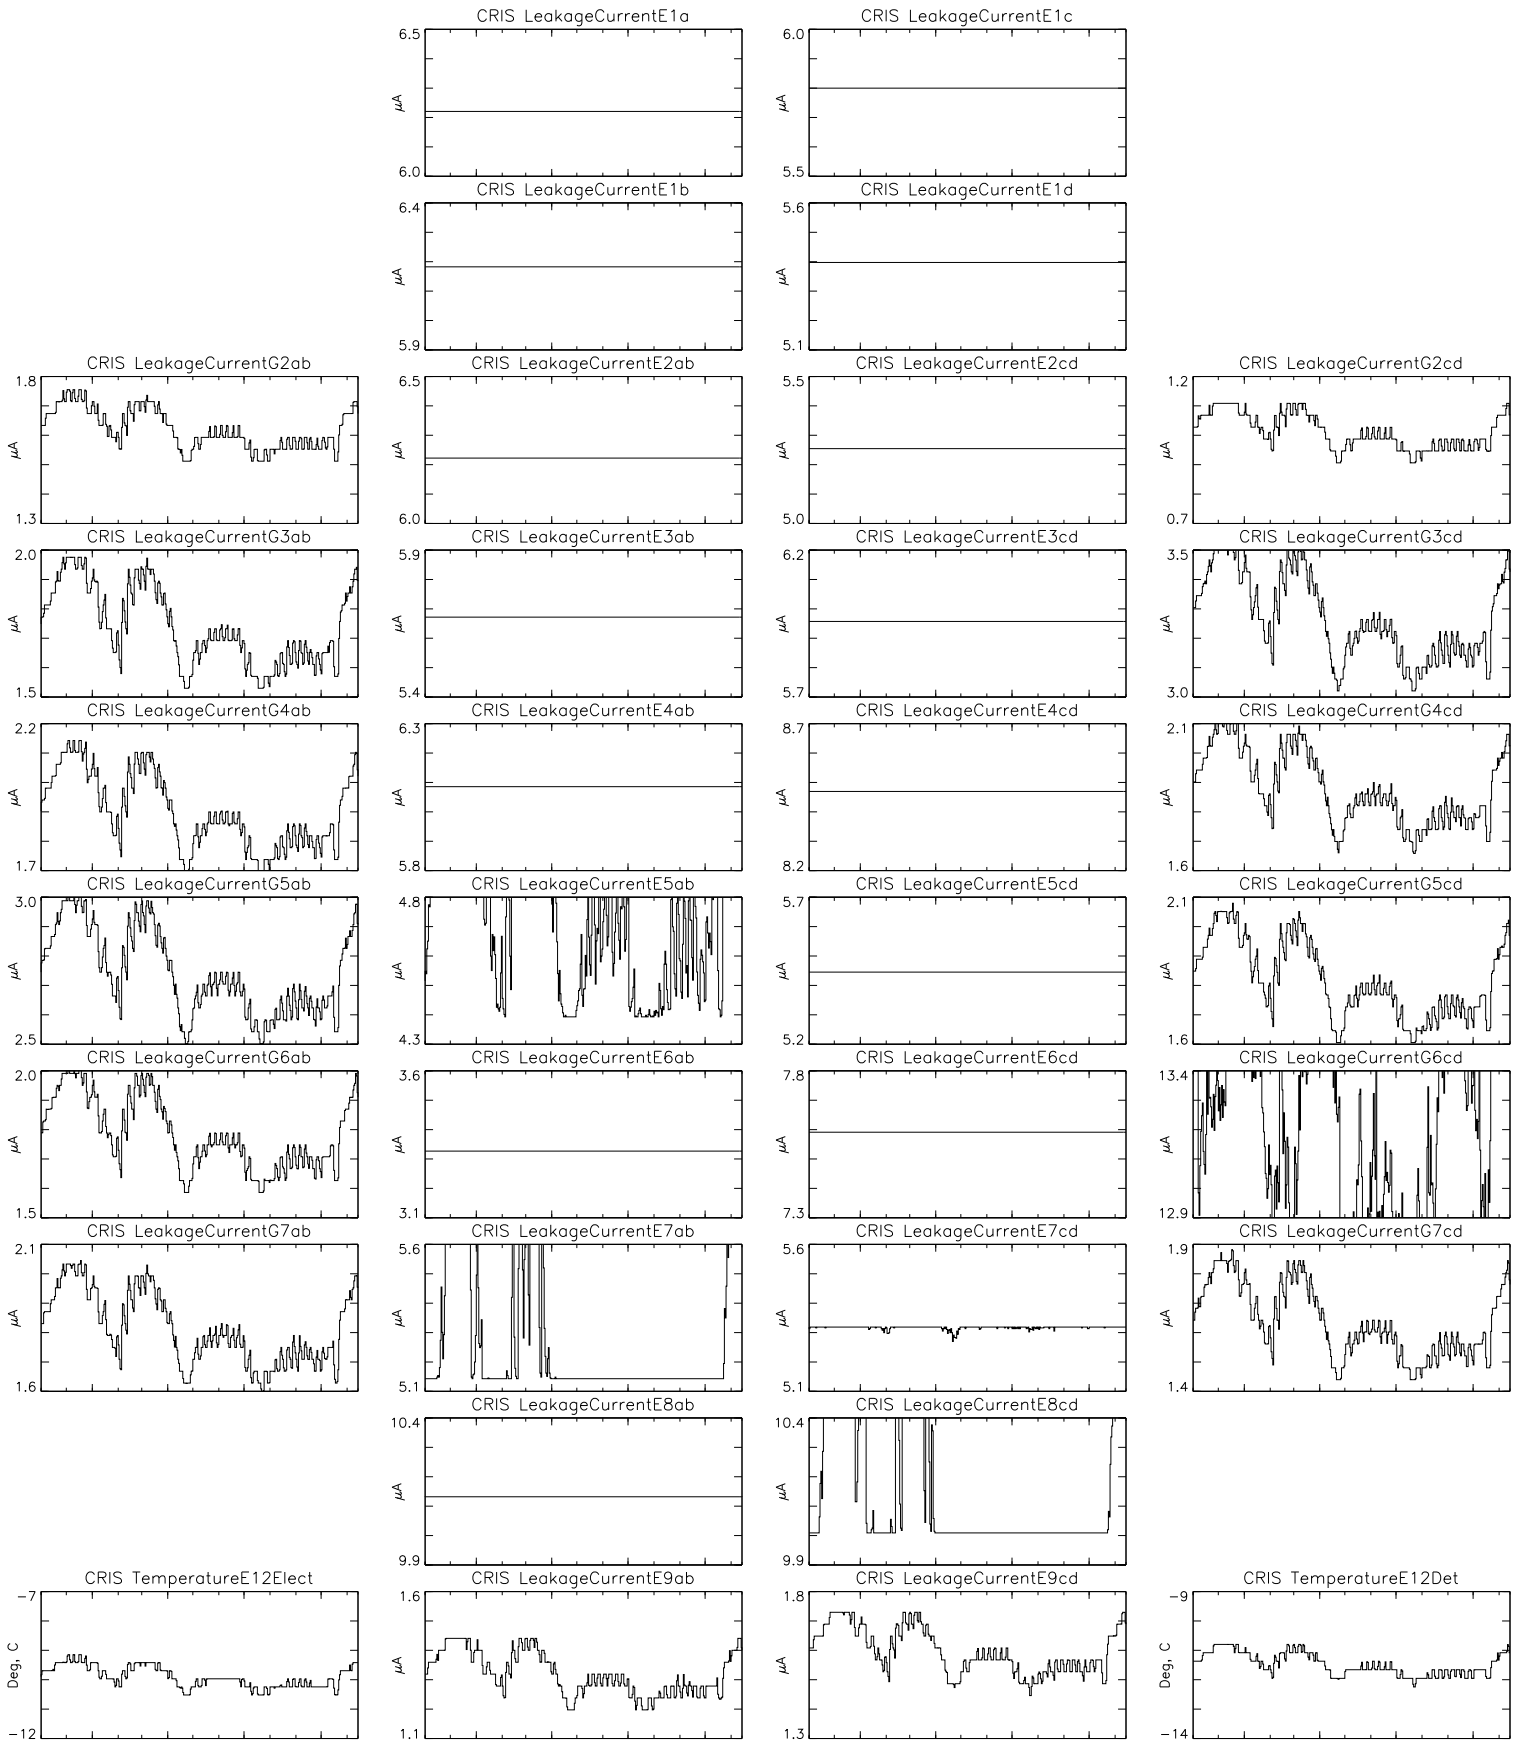 CRIS LeakageCurrentE1a
6.5
μA
6.0
CRIS LeakageCurrentE1c
6.0
μA
5.5
CRIS LeakageCurrentE1b
6.4
μA
5.9
CRIS LeakageCurrentE1d
5.6
μA
5.1
CRIS LeakageCurrentG2ab
1.8
μA
1.3
CRIS LeakageCurrentE2ab
6.5
μA
6.0
CRIS LeakageCurrentE2cd
5.5
μA
5.0
CRIS LeakageCurrentG2cd
1.2
μA
0.7
CRIS LeakageCurrentG3ab
2.0
μA
1.5
CRIS LeakageCurrentE3ab
5.9
μA
5.4
CRIS LeakageCurrentE3cd
6.2
μA
5.7
CRIS LeakageCurrentG3cd
3.5
μA
3.0
CRIS LeakageCurrentG4ab
2.2
μA
1.7
CRIS LeakageCurrentE4ab
6.3
μA
5.8
CRIS LeakageCurrentE4cd
8.7
μA
8.2
CRIS LeakageCurrentG4cd
2.1
μA
1.6
CRIS LeakageCurrentG5ab
3.0
μA
2.5
CRIS LeakageCurrentE5ab
4.8
μA
4.3
CRIS LeakageCurrentE5cd
5.7
μA
5.2
CRIS LeakageCurrentG5cd
2.1
μA
1.6
CRIS LeakageCurrentG6ab
2.0
μA
1.5
CRIS LeakageCurrentE6ab
3.6
μA
3.1
CRIS LeakageCurrentE6cd
7.8
μA
7.3
CRIS LeakageCurrentG6cd
13.4
μA
12.9
CRIS LeakageCurrentG7ab
2.1
μA
1.6
CRIS LeakageCurrentE7ab
5.6
μA
5.1
CRIS LeakageCurrentE7cd
5.6
μA
5.1
CRIS LeakageCurrentG7cd
1.9
μA
1.4
CRIS LeakageCurrentE8ab
10.4
μA
9.9
CRIS LeakageCurrentE8cd
10.4
μA
9.9
CRIS TemperatureE12Elect
-7
Deg, C
-12
CRIS LeakageCurrentE9ab
1.6
μA
1.1
CRIS LeakageCurrentE9cd
1.8
μA
1.3
CRIS TemperatureE12Det
-9
Deg, C
-14